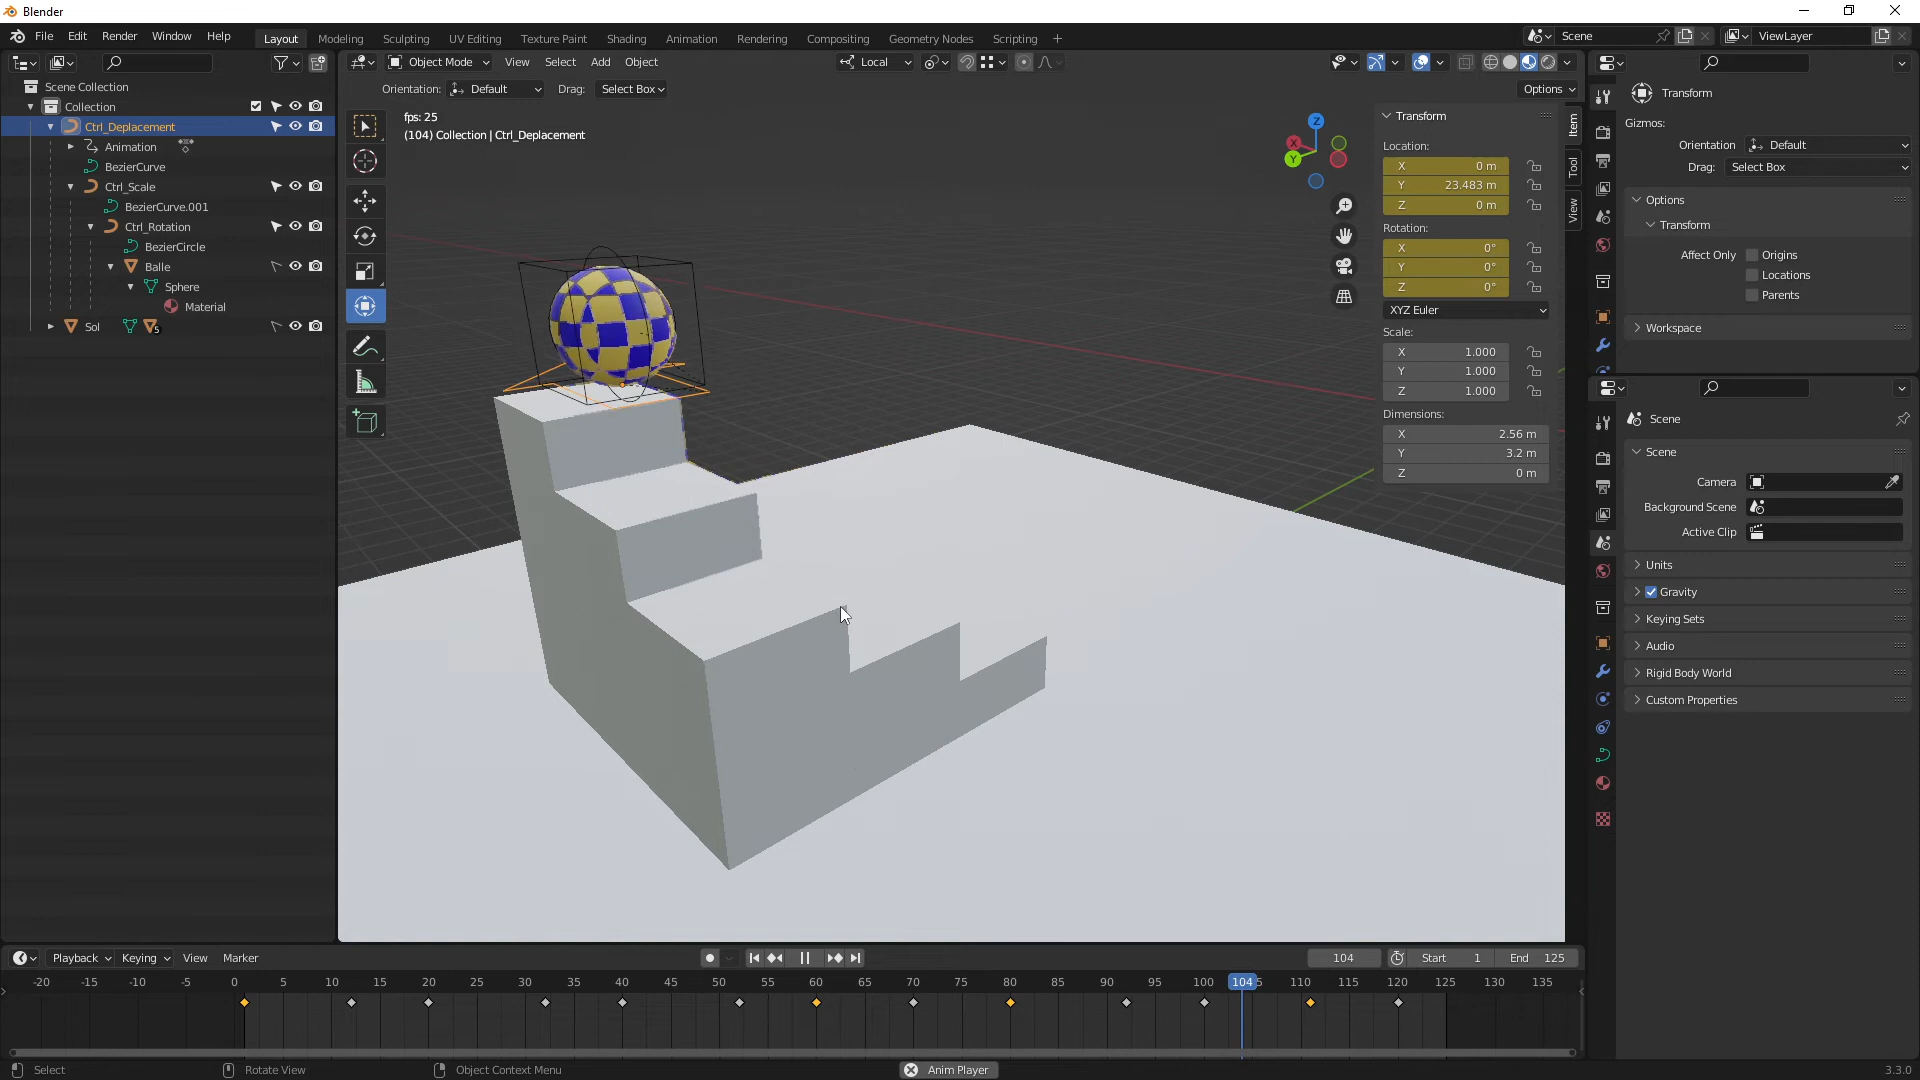 Blender
File Edit Render Window Help
Layout Modeling Sculpting UV Editing Texture Paint Shading Animation Rendering Compositing Geometry Nodes Scripting +
Scene
ViewLayer
Object Mode View Select Add Object
Local
Orientation: Default Drag: Select Box
Options
Scene Collection
Collection
Ctrl_Deplacement
Animation
BezierCurve
Ctrl_Scale
BezierCurve.001
Ctrl_Rotation
BezierCircle
Balle
Sphere
Material
Sol 5
fps: 25
(104) Collection | Ctrl_Deplacement
Z
X
Y
Transform
Location:
X 0 m
Y 23.483 m
Z 0 m
Rotation:
X 0°
Y 0°
Z 0°
XYZ Euler
Scale:
X 1.000
Y 1.000
Z 1.000
Dimensions:
X 2.56 m
Y 3.2 m
Z 0 m
Item
Tool
View
Transform
Gizmos:
Orientation Default
Drag: Select Box
Options
Transform
Affect Only Origins
Locations
Parents
Workspace
Scene
Scene
Camera
Background Scene
Active Clip
Units
Gravity
Keying Sets
Audio
Rigid Body World
Custom Properties
Playback Keying View Marker
104 Start 1 End 125
-20 -15 -10 -5 0 5 10 15 20 25 30 35 40 45 50 55 60 65 70 75 80 85 90 95 100 104 5 110 115 120 125 130 135
Select Rotate View Object Context Menu Anim Player 3.3.0